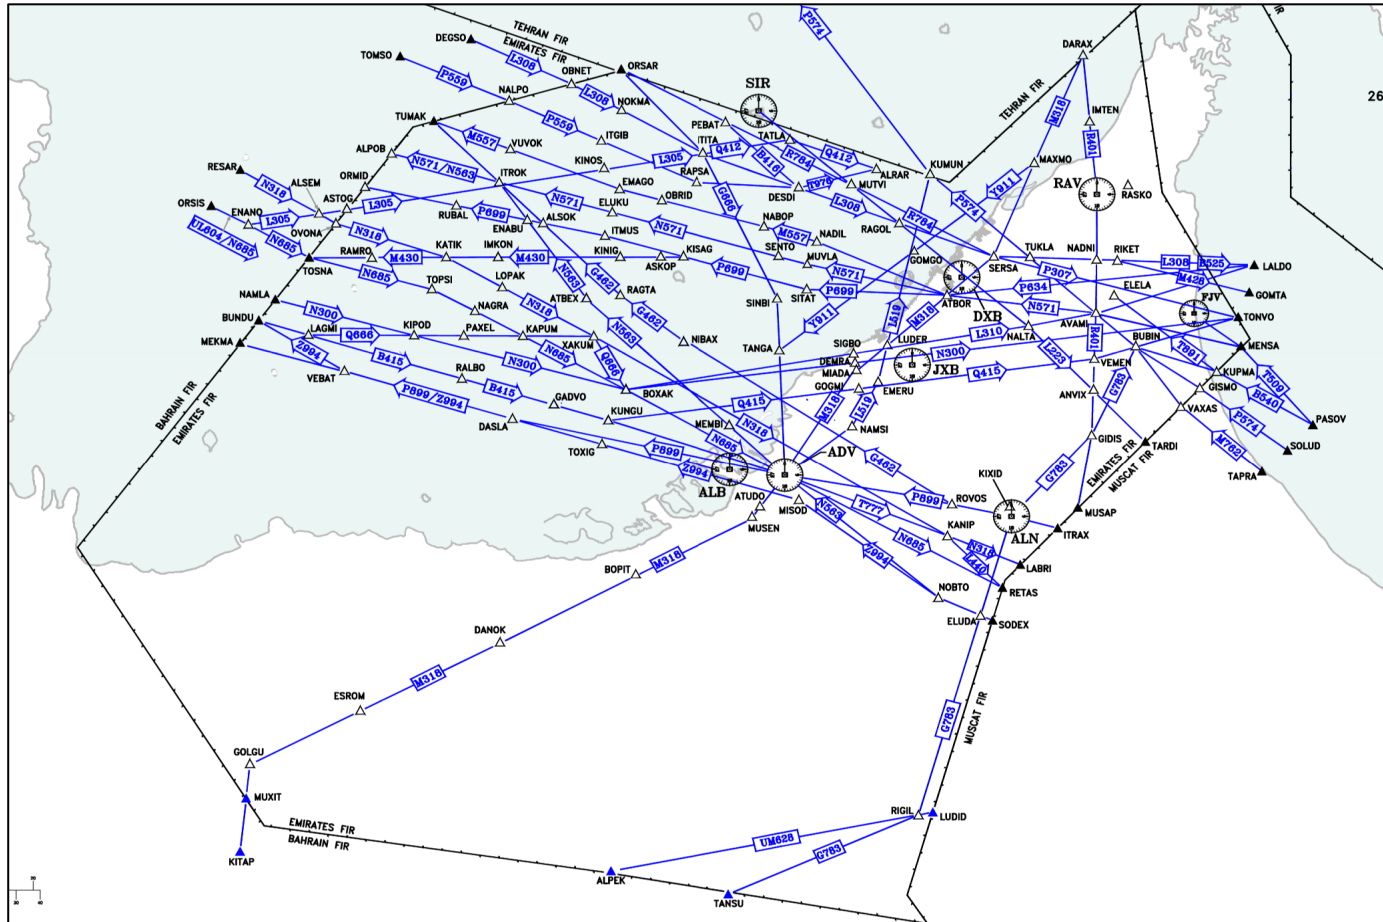 P574
TEHRAN FIR
EMIRATES FIR
DEGSO
TOMSO
L308
OBNET
ORSAR
SIR
DARAX
26
NALPO
P559
L308
NOKMA
TUMAK
P559
PEBAT
TATLA
TEHRAN FIR
M318
IMTEN
ITGIB
ITITA
Q412
R784
Q412
B401
VUVOK
M557
ALPOB
N571/N563
KINOS
L305
B416
KUMUN
MAXMO
RESAR
N318
ALSEM
ORMID
ITROK
RAPSA
T976
ALRAR
MUTVI
DESDI
Y911
RAV
RASKO
EMAGO
OBRID
P574
ORSIS
ENANO
L305
ASTOG
L305
RUBAL
P699
ENABU
ALSOK
ELUKU
N571
G666
L308
R784
UL604/N685
N685
OVONA
N318
NABOP
M557
NADIL
RAGOL
ITMUS
N571
RAMRO
M430
KATIK
IMKON
M430
KINIG
ASKOP
KISAG
SENTO
MUVLA
GOMGO
SERSA
TUKLA
NADNI
RIKET
L308
B525
LALDO
TOSNA
N685
TOPSI
LOPAK
N563
G462
P699
N571
P307
M428
P634
GOMTA
NAMLA
N300
NAGRA
N318
ATBEX
RAGTA
SINBI
SITAT
P699
ATBOR
DXB
ELELA
FJV
BUNDU
LAGMI
Q666
KIPOD
PAXEL
KAPUM
G462
N563
L519
M318
N571
AVAMI
TONVO
MEKMA
Z994
B415
N300
N685
XAKUM
NIBAX
TANGA
Y911
SIGBO
LUDER
L310
NALTA
B401
BUBIN
T691
MENSA
VEBAT
RALBO
Q666
DEMRA
MIADA
JXB
N300
L223
VEMEN
KUPMA
T509
P899/Z994
B415
GADVO
BOXAK
GOGMI
EMERU
Q415
ANVIX
G783
GISMO
B540
DASLA
KUNGU
Q415
M318
L519
VAXAS
P574
PASOV
MEMBI
N685
N318
NAMSI
GIDIS
TARDI
TOXIG
P899
Z994
ADV
G462
EMIRATES FIR
MUSCAT FIR
M762
SOLUD
TAPRA
BAHRAIN FIR
EMIRATES FIR
ALB
ATUDO
MISOD
P899
ROVOS
KIXID
G783
MUSEN
N563
T777
KANIP
ALN
MUSAP
ITRAX
N685
N318
Z994
L440
LABRI
BOPIT
M318
NOBTO
RETAS
ELUDA
SODEX
DANOK
M318
ESROM
G783
MUSCAT FIR
GOLGU
MUXIT
RIGIL
LUDID
EMIRATES FIR
BAHRAIN FIR
UM628
G783
KITAP
ALPEK
TANSU